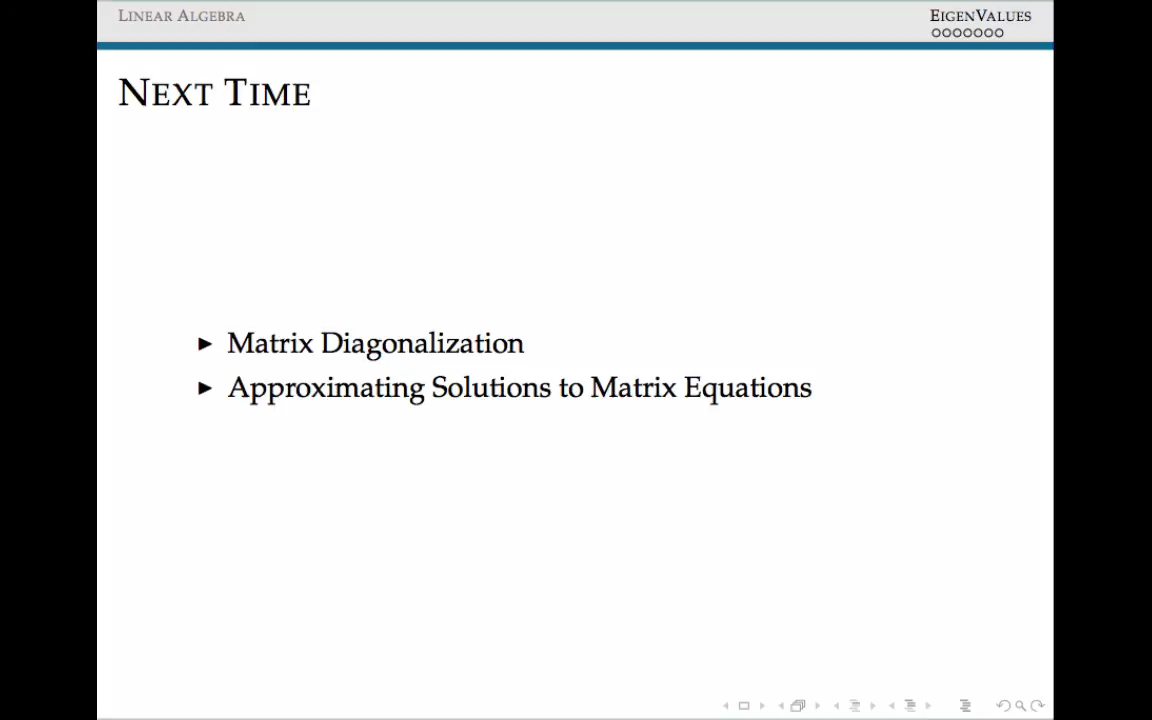 Linear Algebra
EigenValues
Next Time
Matrix Diagonalization
Approximating Solutions to Matrix Equations